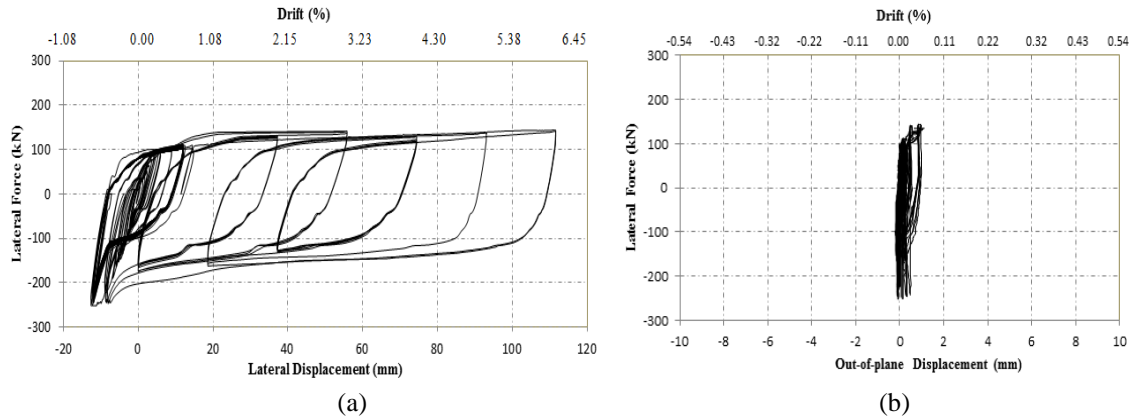 Drift (%)
-1.08 0.00 1.08 2.15 3.23 4.30 5.38 6.45
300
200
100
0
-100
-200
-300
Lateral Force (kN)
-20 0 20 40 60 80 100 120
Lateral Displacement (mm)
(a)
Drift (%)
-0.54 -0.43 -0.32 -0.22 -0.11 0.00 0.11 0.22 0.32 0.43 0.54
300
200
100
0
-100
-200
-300
Lateral Force (kN)
-10 -8 -6 -4 -2 0 2 4 6 8 10
Out-of-plane Displacement (mm)
(b)